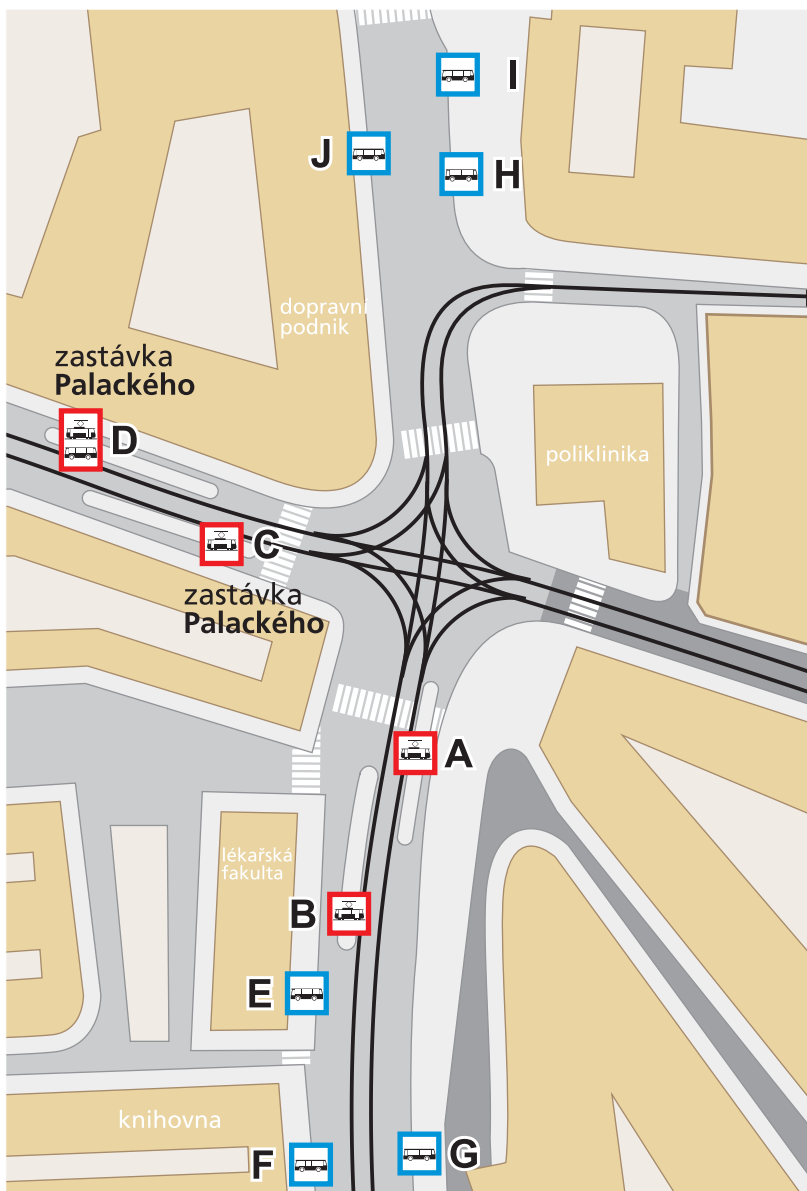 I
J
H
dopravní
podnik
zastávka
Palackého
D
poliklinika
C
zastávka
Palackého
A
lékařská
fakulta
B
E
knihovna
F
G